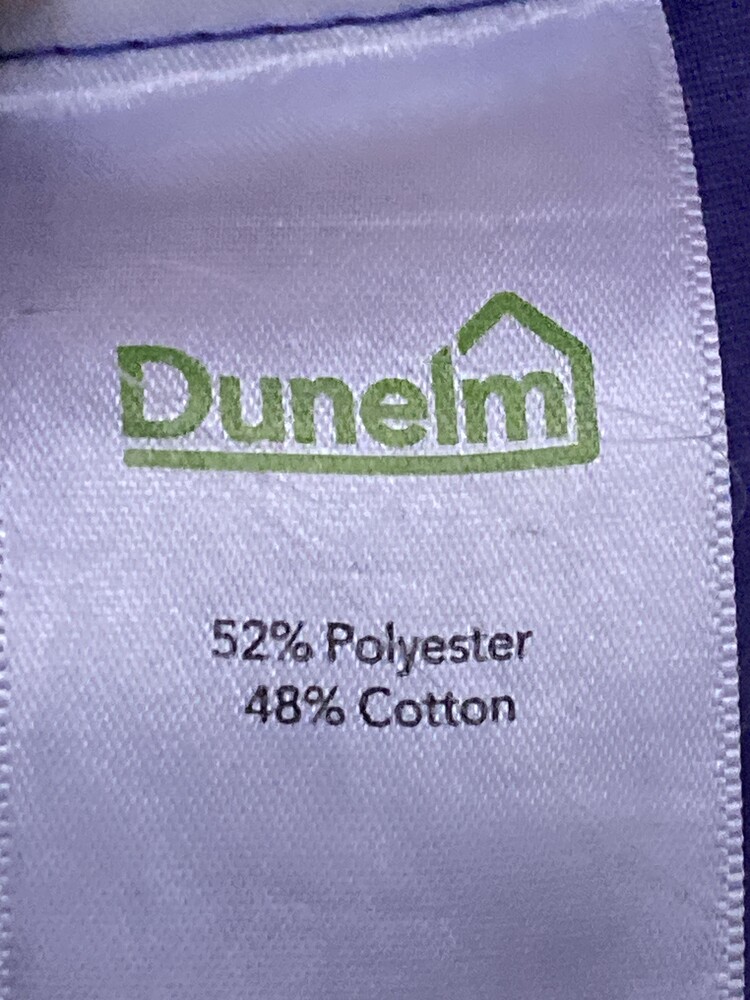 Dunelm
52% Polyester
48% Cotton